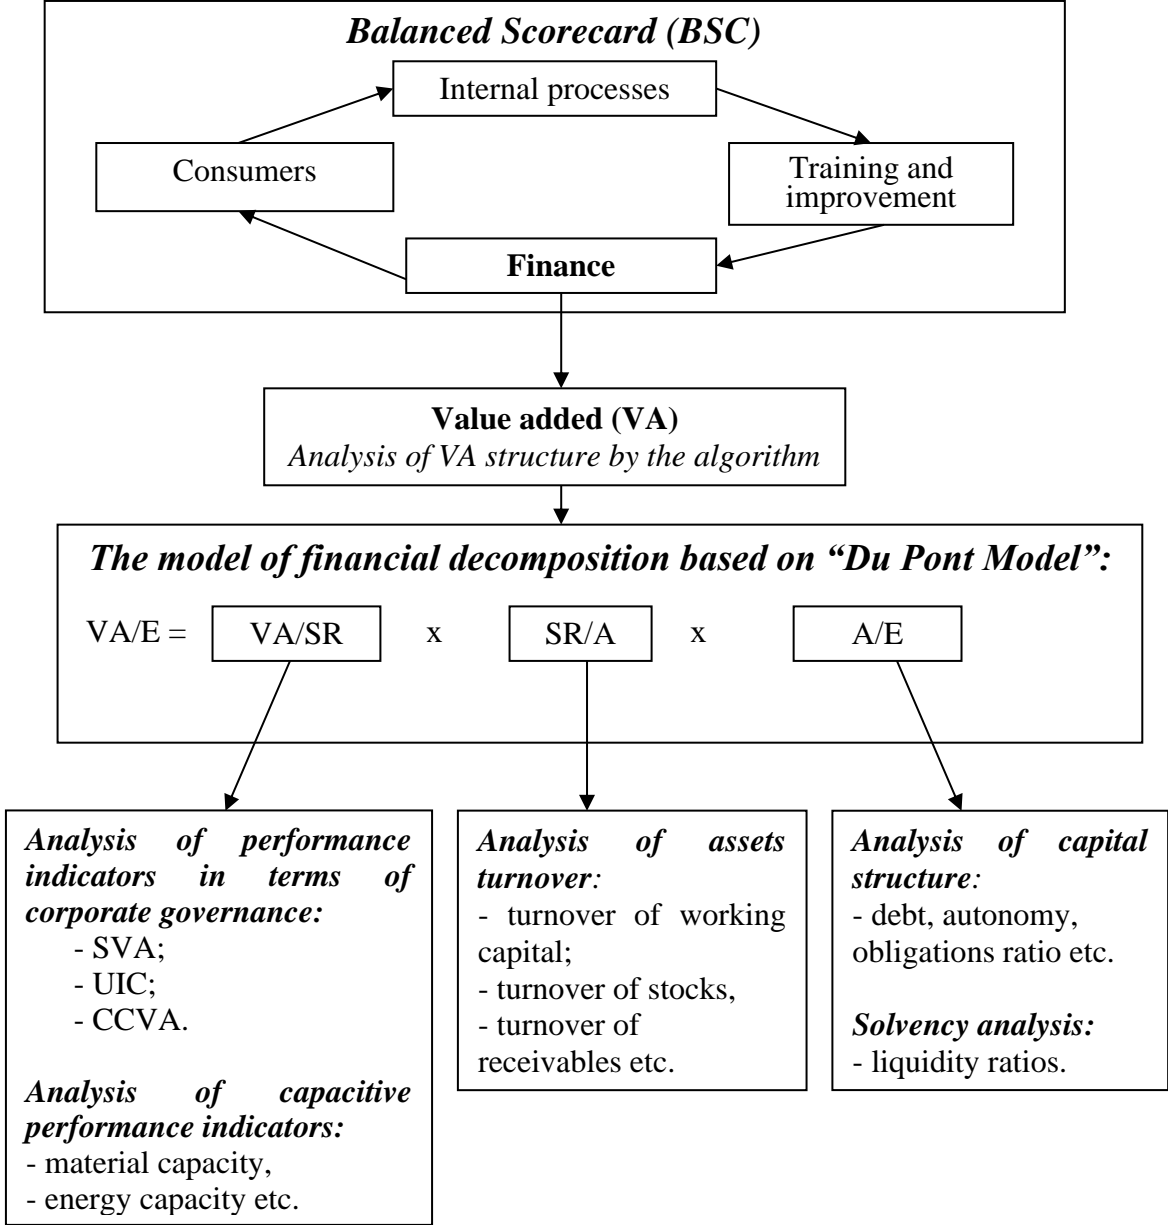 Balanced Scorecard (BSC)
Internal processes
Consumers
Training and
improvement
Finance
Value added (VA)
Analysis of VA structure by the algorithm
The model of financial decomposition based on “Du Pont Model”:
VA/E = VA/SR x SR/A x A/E
Analysis of performance
indicators in terms of
corporate governance:
- SVA;
- UIC;
- CCVA.
Analysis of capacitive
performance indicators:
- material capacity,
- energy capacity etc.
Analysis of assets
turnover:
- turnover of working
capital;
- turnover of stocks,
- turnover of
receivables etc.
Analysis of capital
structure:
- debt, autonomy,
obligations ratio etc.
Solvency analysis:
- liquidity ratios.